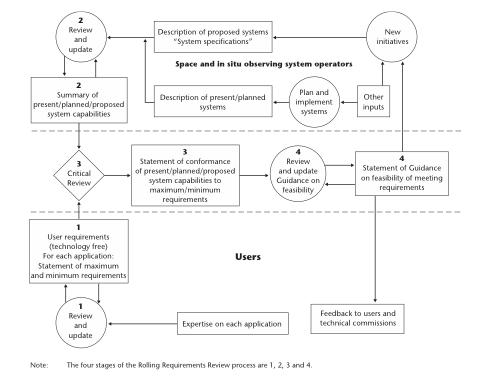 2
Review
and
update
Description of proposed systems
“System specifications”
New
initiatives
Space and in situ observing system operators
2
Summary of
present/planned/proposed
system capabilities
Description of present/planned
systems
Plan and
implement
systems
Other
inputs
3
Critical
Review
3
Statement of conformance
of present/planned/proposed
system capabilities to
maximum/minimum
requirements
4
Review
and update
Guidance on
feasibility
4
Statement of Guidance
on feasibility of meeting
requirements
1
User requirements
(technology free)
For each application:
Statement of maximum
and minimum requirements
Users
1
Review
and
update
Expertise on each application
Feedback to users and
technical commissions
Note: The four stages of the Rolling Requirements Review process are 1, 2, 3 and 4.